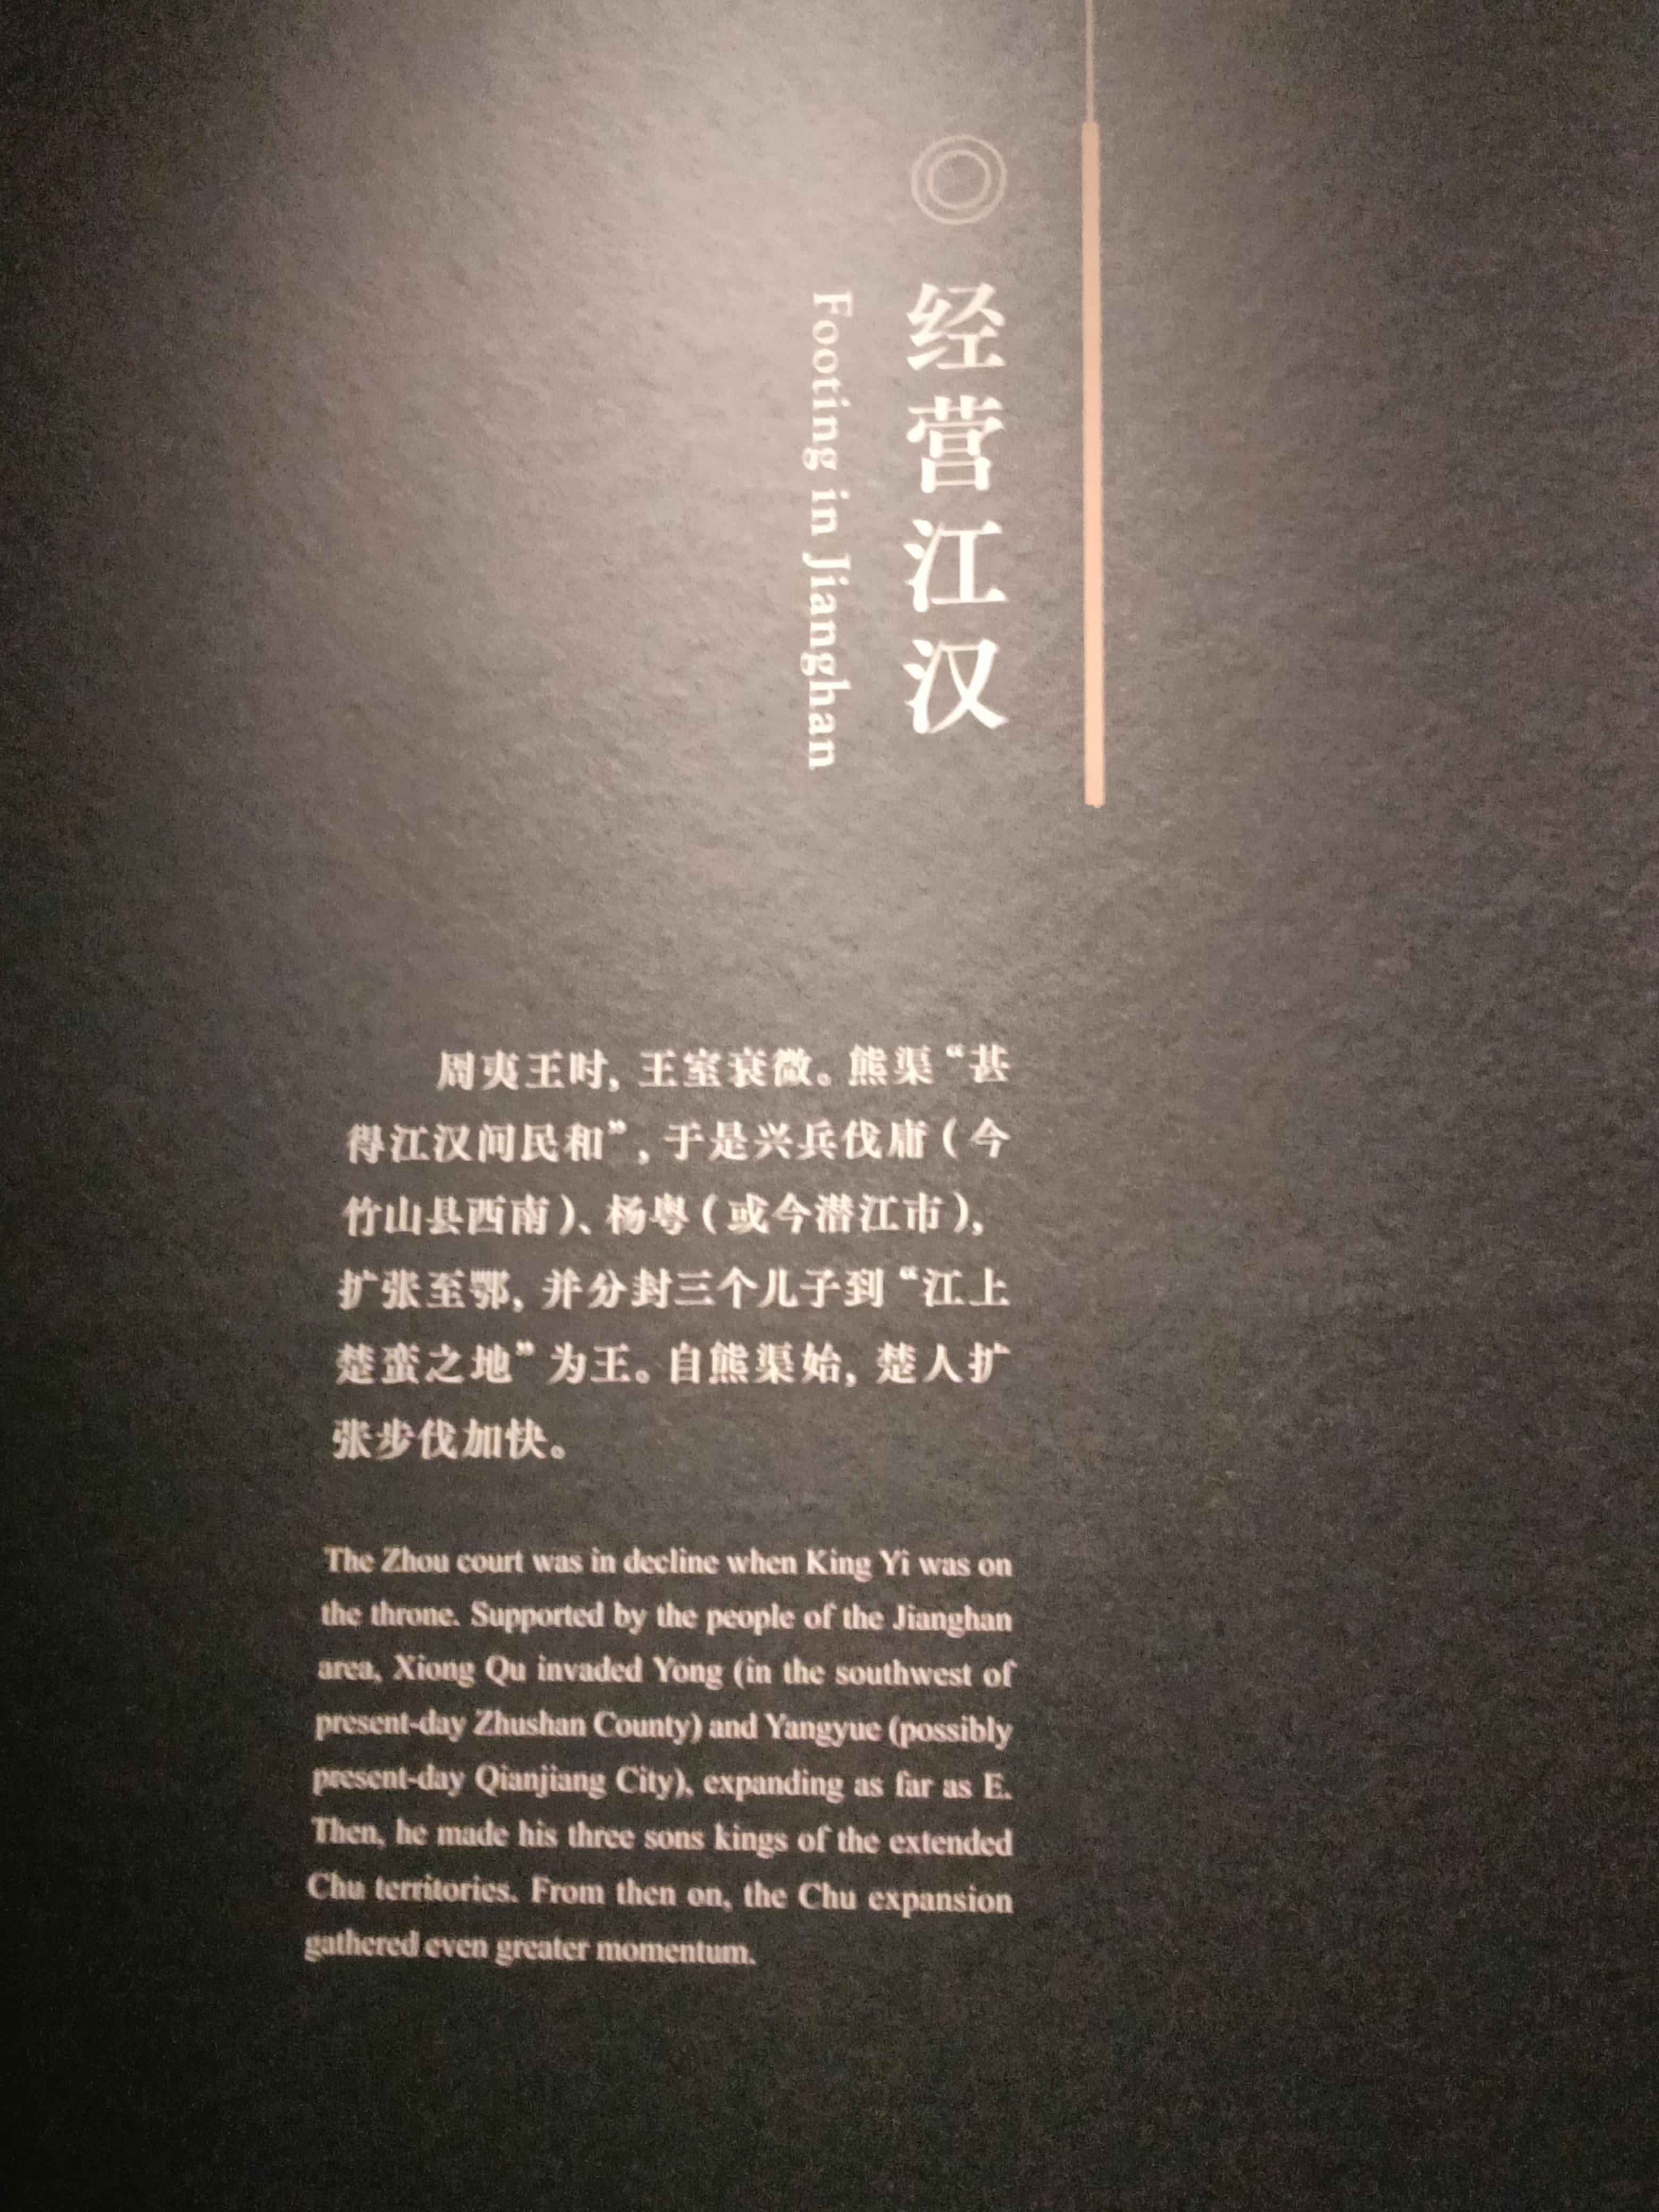 经营江汉
Footing in Jianghan
周夷王时，王室衰微。熊渠“甚
得江汉间民和”，于是兴兵伐庸（今
竹山县西南）、杨粤（或今潜江市），
扩张至鄂，并分封三个儿子到“江上
楚蛮之地”为王。自熊渠始，楚人扩
张步伐加快。
The Zhou court was in decline when King Yi was on
the throne. Supported by the people of the Jianghan
area, Xiong Qu invaded Yong (in the southwest of
present-day Zhushan County) and Yangyue (possibly
present-day Qianjiang City), expanding as far as E.
Then, he made his three sons kings of the extended
Chu territories. From then on, the Chu expansion
gathered even greater momentum.